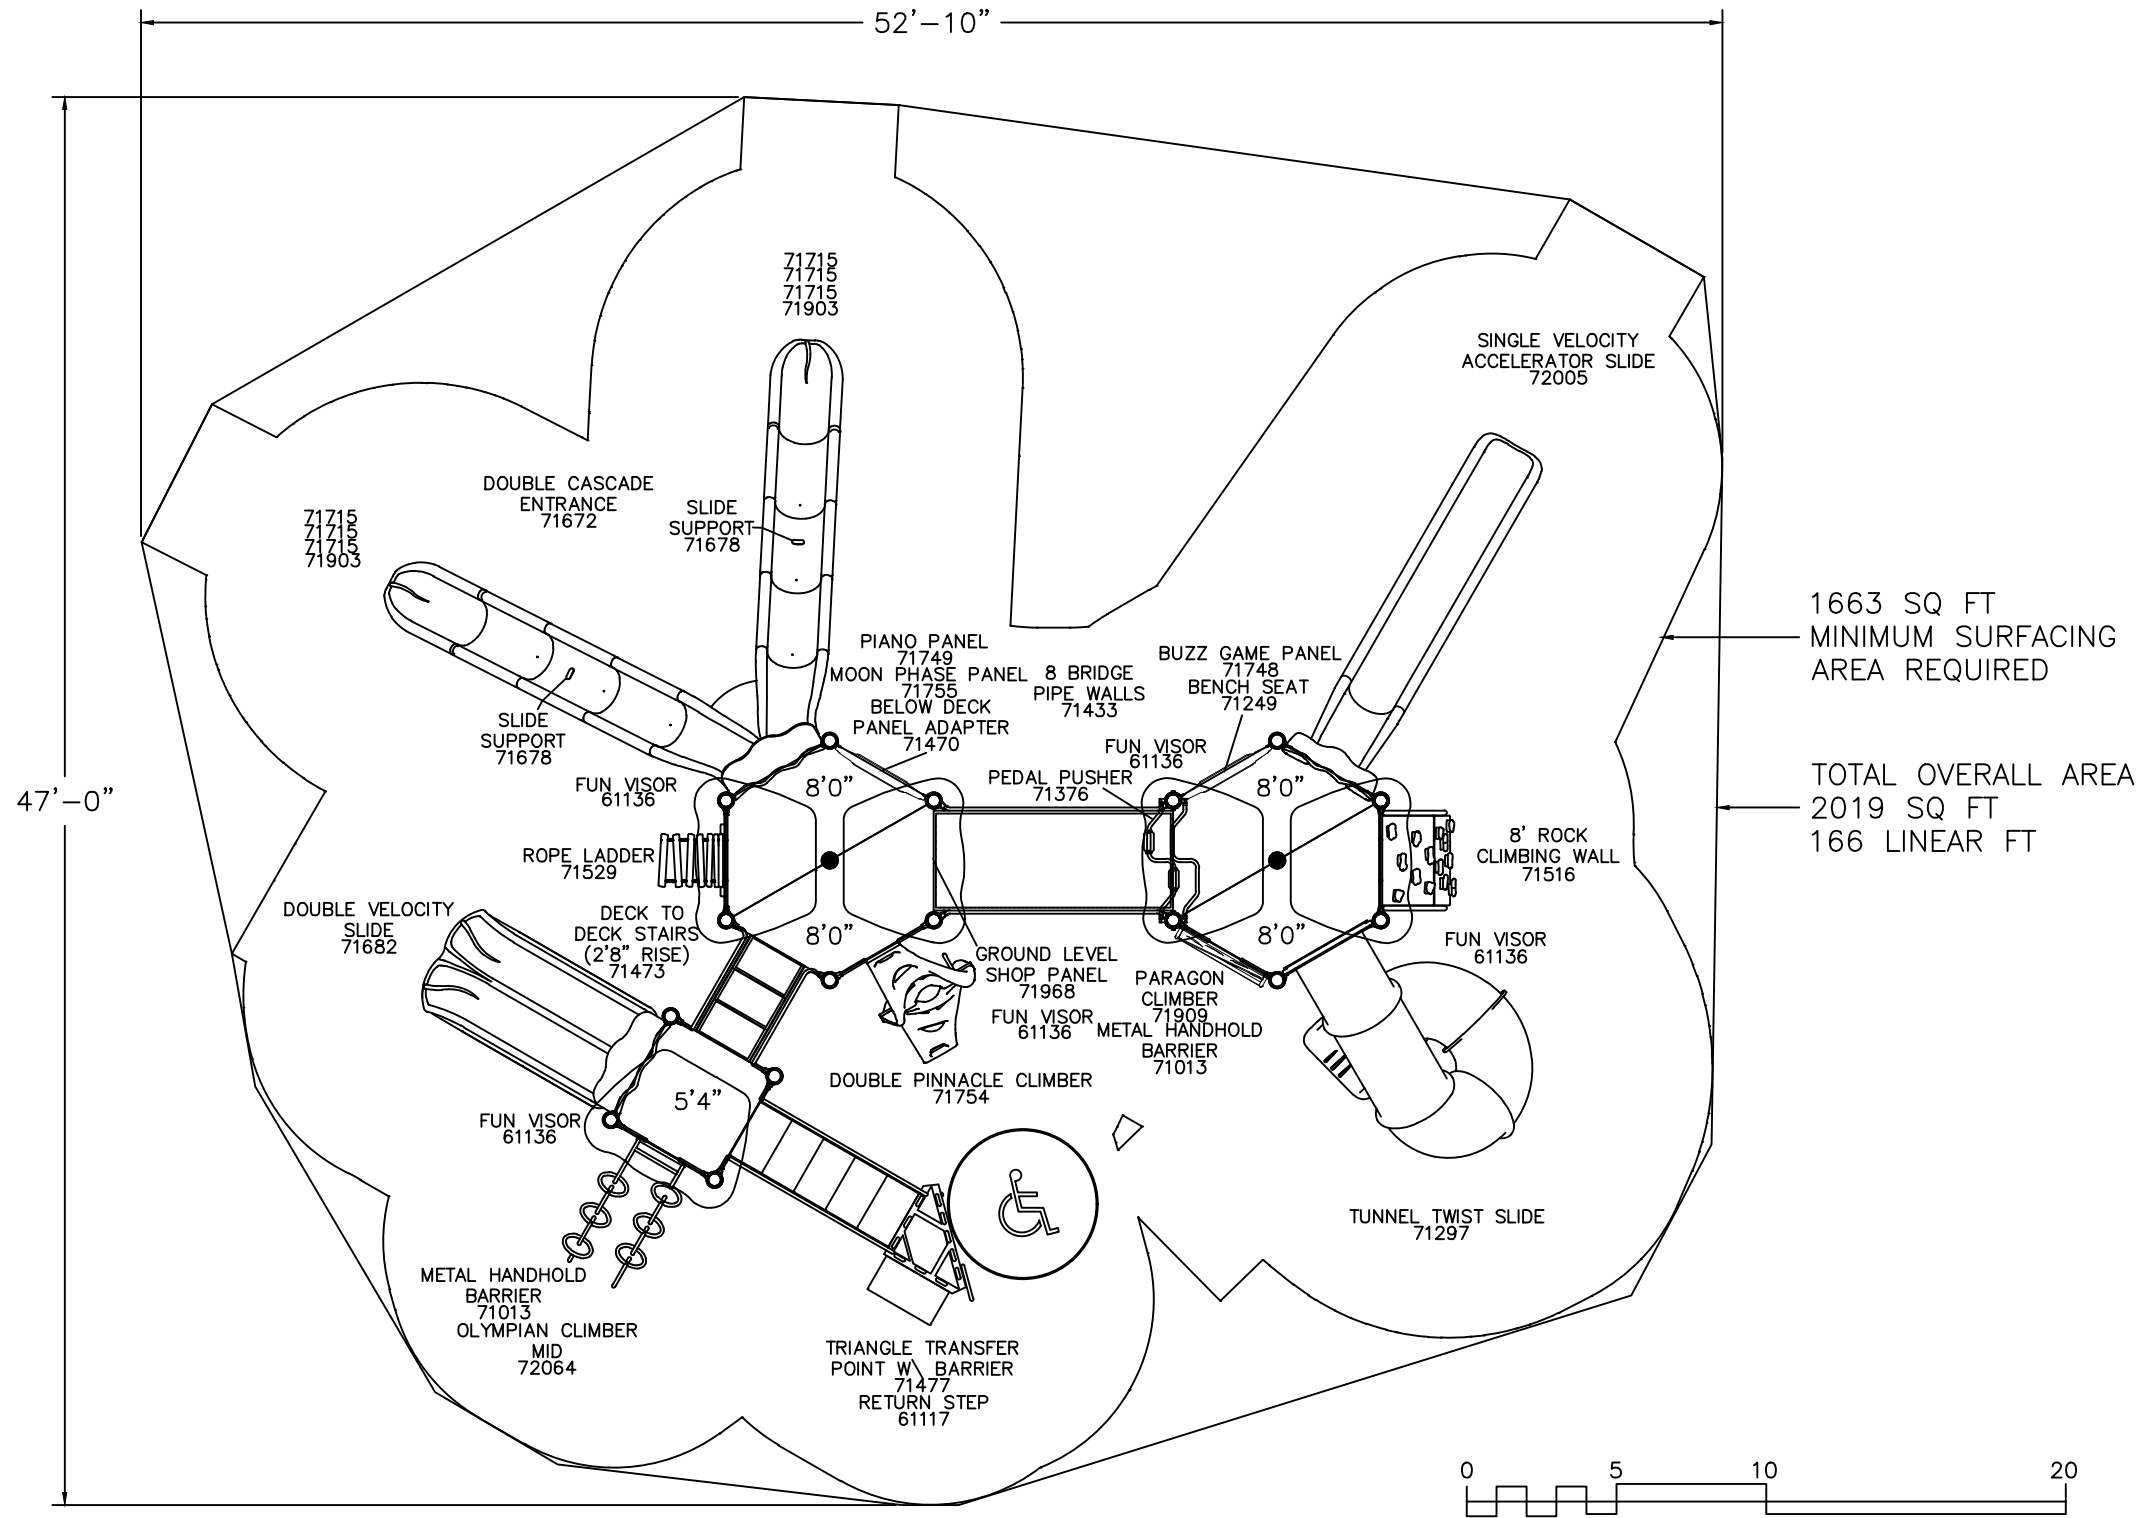 52'-10"
47'-0"
71715
71715
71715
71903
SINGLE VELOCITY
ACCELERATOR SLIDE
72005
DOUBLE CASCADE
ENTRANCE
71672
SLIDE
SUPPORT
71678
71715
71715
71715
71903
1663 SQ FT
MINIMUM SURFACING
AREA REQUIRED
PIANO PANEL
71749
MOON PHASE PANEL
71755
BELOW DECK
PANEL ADAPTER
71470
8 BRIDGE
PIPE WALLS
71433
BUZZ GAME PANEL
71748
BENCH SEAT
71249
SLIDE
SUPPORT
71678
FUN VISOR
61136
FUN VISOR
61136
PEDAL PUSHER
71376
8'0"
8'0"
TOTAL OVERALL AREA
2019 SQ FT
166 LINEAR FT
ROPE LADDER
71529
8' ROCK
CLIMBING WALL
71516
DOUBLE VELOCITY
SLIDE
71682
DECK TO
DECK STAIRS
(2'8" RISE)
71473
8'0"
8'0"
FUN VISOR
61136
GROUND LEVEL
SHOP PANEL
71968
FUN VISOR
61136
PARAGON
CLIMBER
71909
METAL HANDHOLD
BARRIER
71013
DOUBLE PINNACLE CLIMBER
71754
5'4"
FUN VISOR
61136
TUNNEL TWIST SLIDE
71297
METAL HANDHOLD
BARRIER
71013
OLYMPIAN CLIMBER
MID
72064
TRIANGLE TRANSFER
POINT W\ BARRIER
71477
RETURN STEP
61117
0 5 10 20